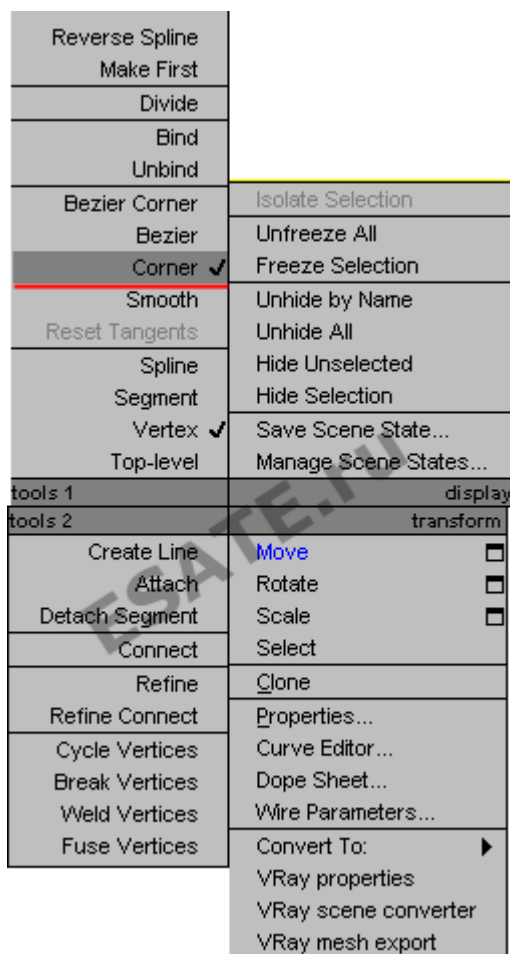 Reverse Spline
Make First
Divide
Bind
Unbind
Bezier Corner
Bezier
Corner
Smooth
Reset Tangents
Spline
Segment
Vertex
Top-level
tools 1
Isolate Selection
Unfreeze All
Freeze Selection
Unhide by Name
Unhide All
Hide Unselected
Hide Selection
Save Scene State...
Manage Scene States...
display
tools 2
Create Line
Attach
Detach Segment
Connect
Refine
Refine Connect
Cycle Vertices
Break Vertices
Weld Vertices
Fuse Vertices
transform
Move
Rotate
Scale
Select
Clone
Properties...
Curve Editor...
Dope Sheet...
Wire Parameters...
Convert To:
VRay properties
VRay scene converter
VRay mesh export
ESATE.ru